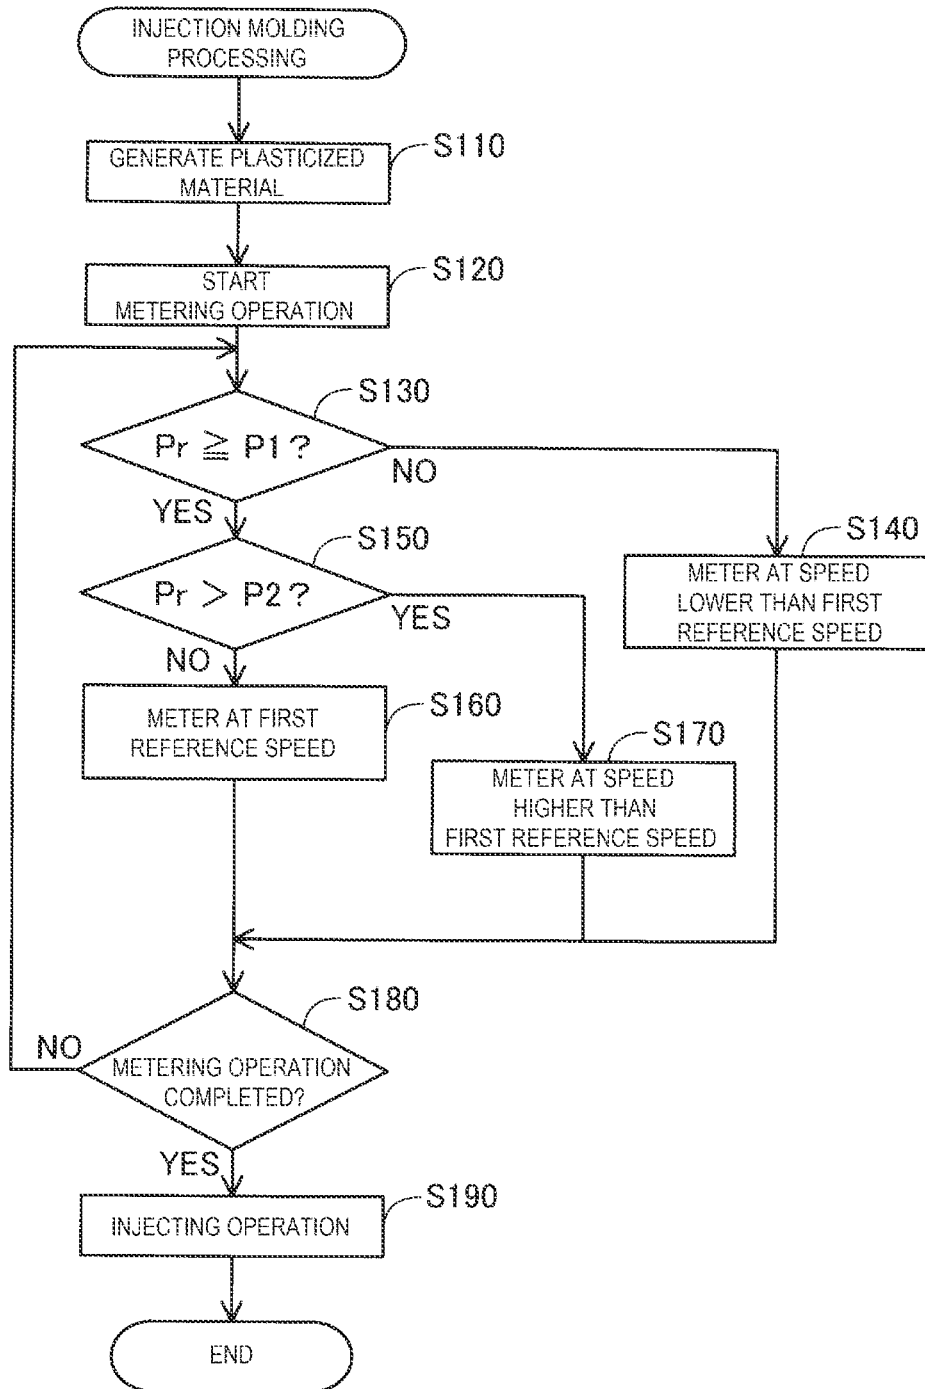 INJECTION MOLDING
PROCESSING
S110
GENERATE PLASTICIZED
MATERIAL
S120
START
METERING OPERATION
S130
Pr ≧ P1?
NO
YES
S150
S140
Pr > P2?
YES
METER AT SPEED
LOWER THAN FIRST
REFERENCE SPEED
NO
S160
METER AT FIRST
REFERENCE SPEED
S170
METER AT SPEED
HIGHER THAN
FIRST REFERENCE SPEED
S180
NO
METERING OPERATION
COMPLETED?
YES
S190
INJECTING OPERATION
END